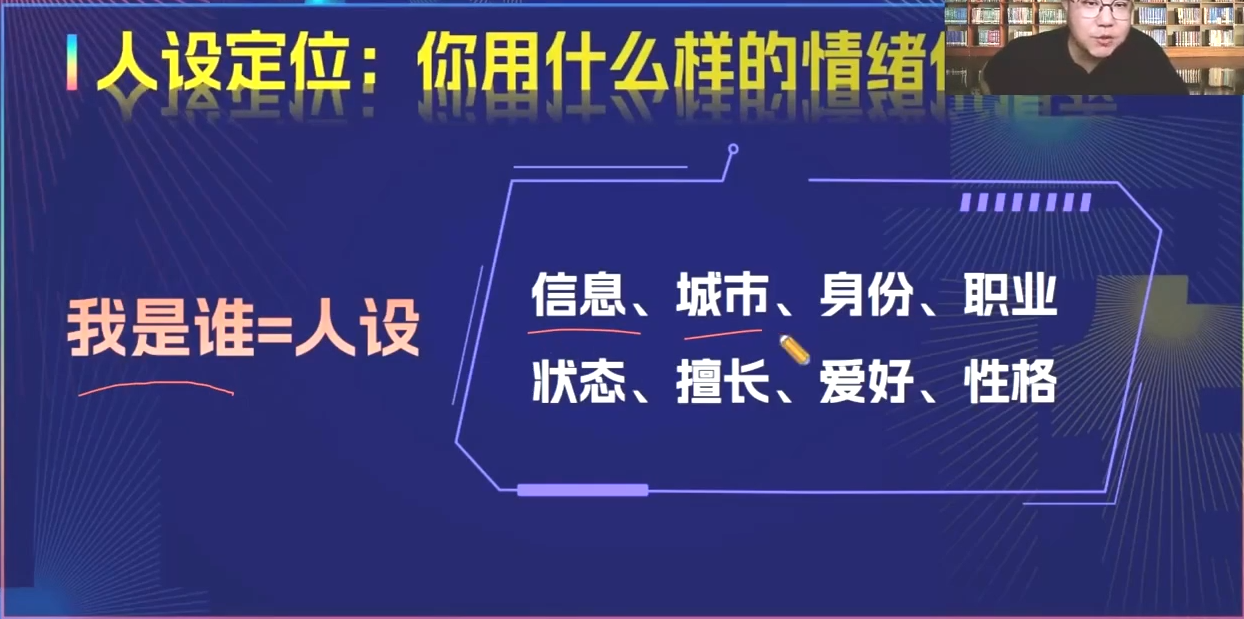 人设定位：你用什么样的情绪
我是谁=人设
信息、城市、身份、职业
状态、擅长、爱好、性格